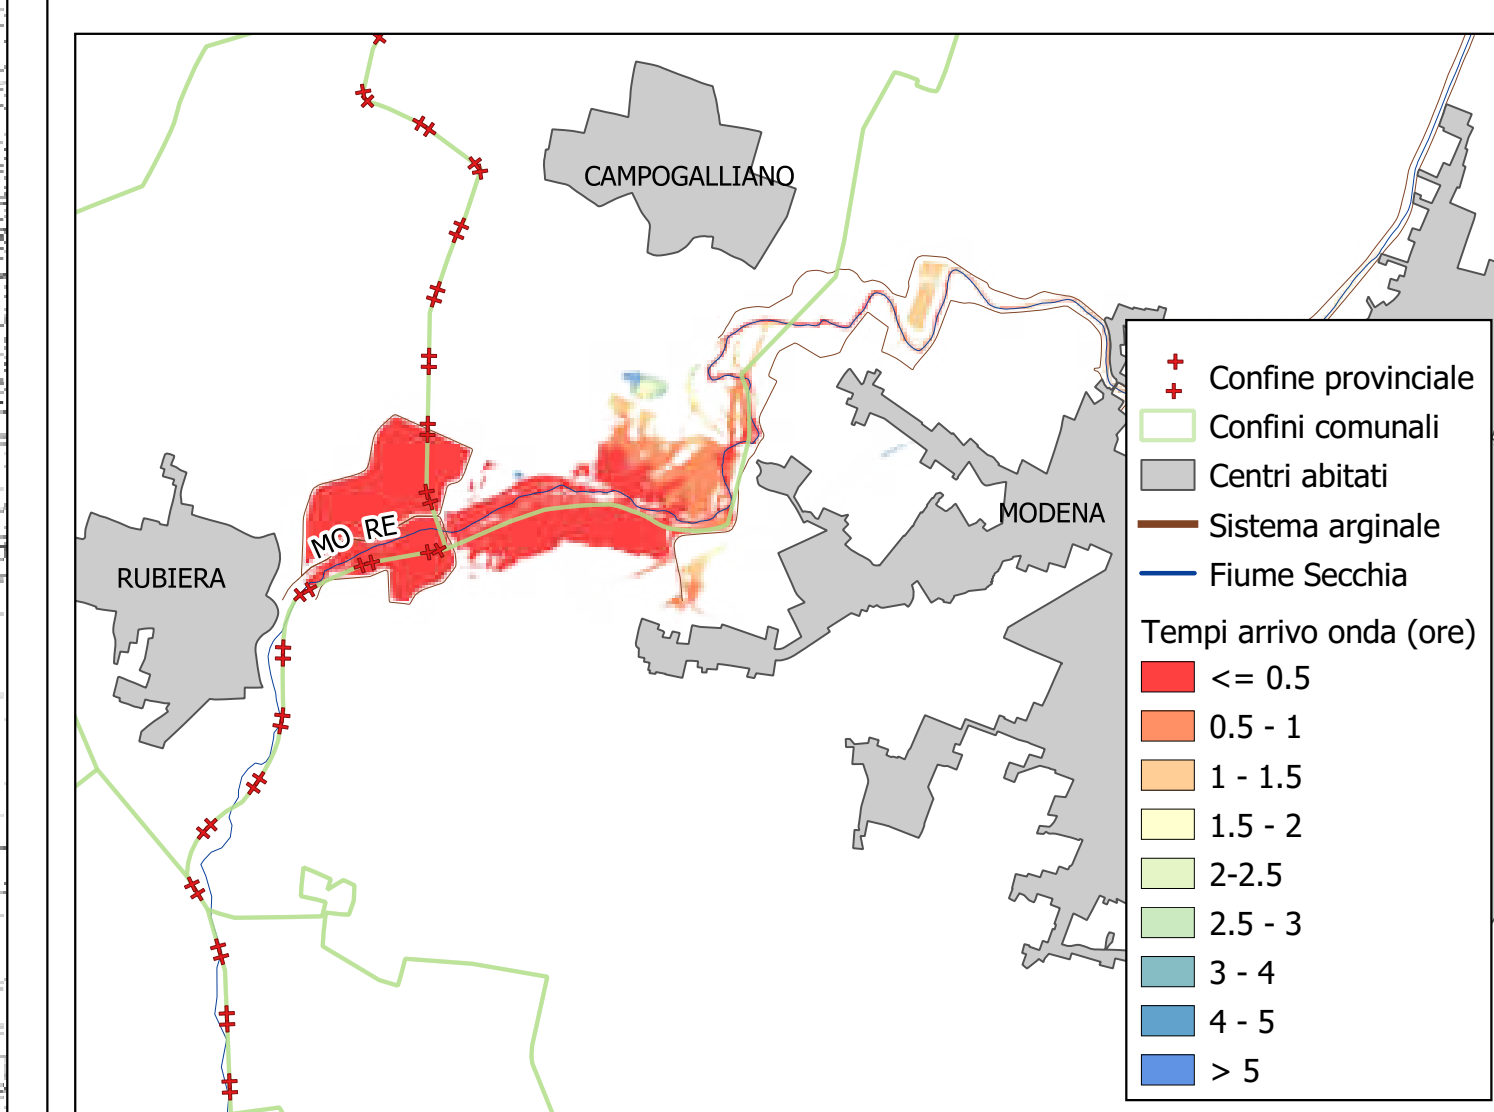 CAMPOGALLIANO
MO RE
RUBIERA
MODENA
Confine provinciale
Confini comunali
Centri abitati
Sistema arginale
Fiume Secchia
Tempi arrivo onda (ore)
<= 0.5
0.5 - 1
1 - 1.5
1.5 - 2
2-2.5
2.5 - 3
3 - 4
4 - 5
> 5